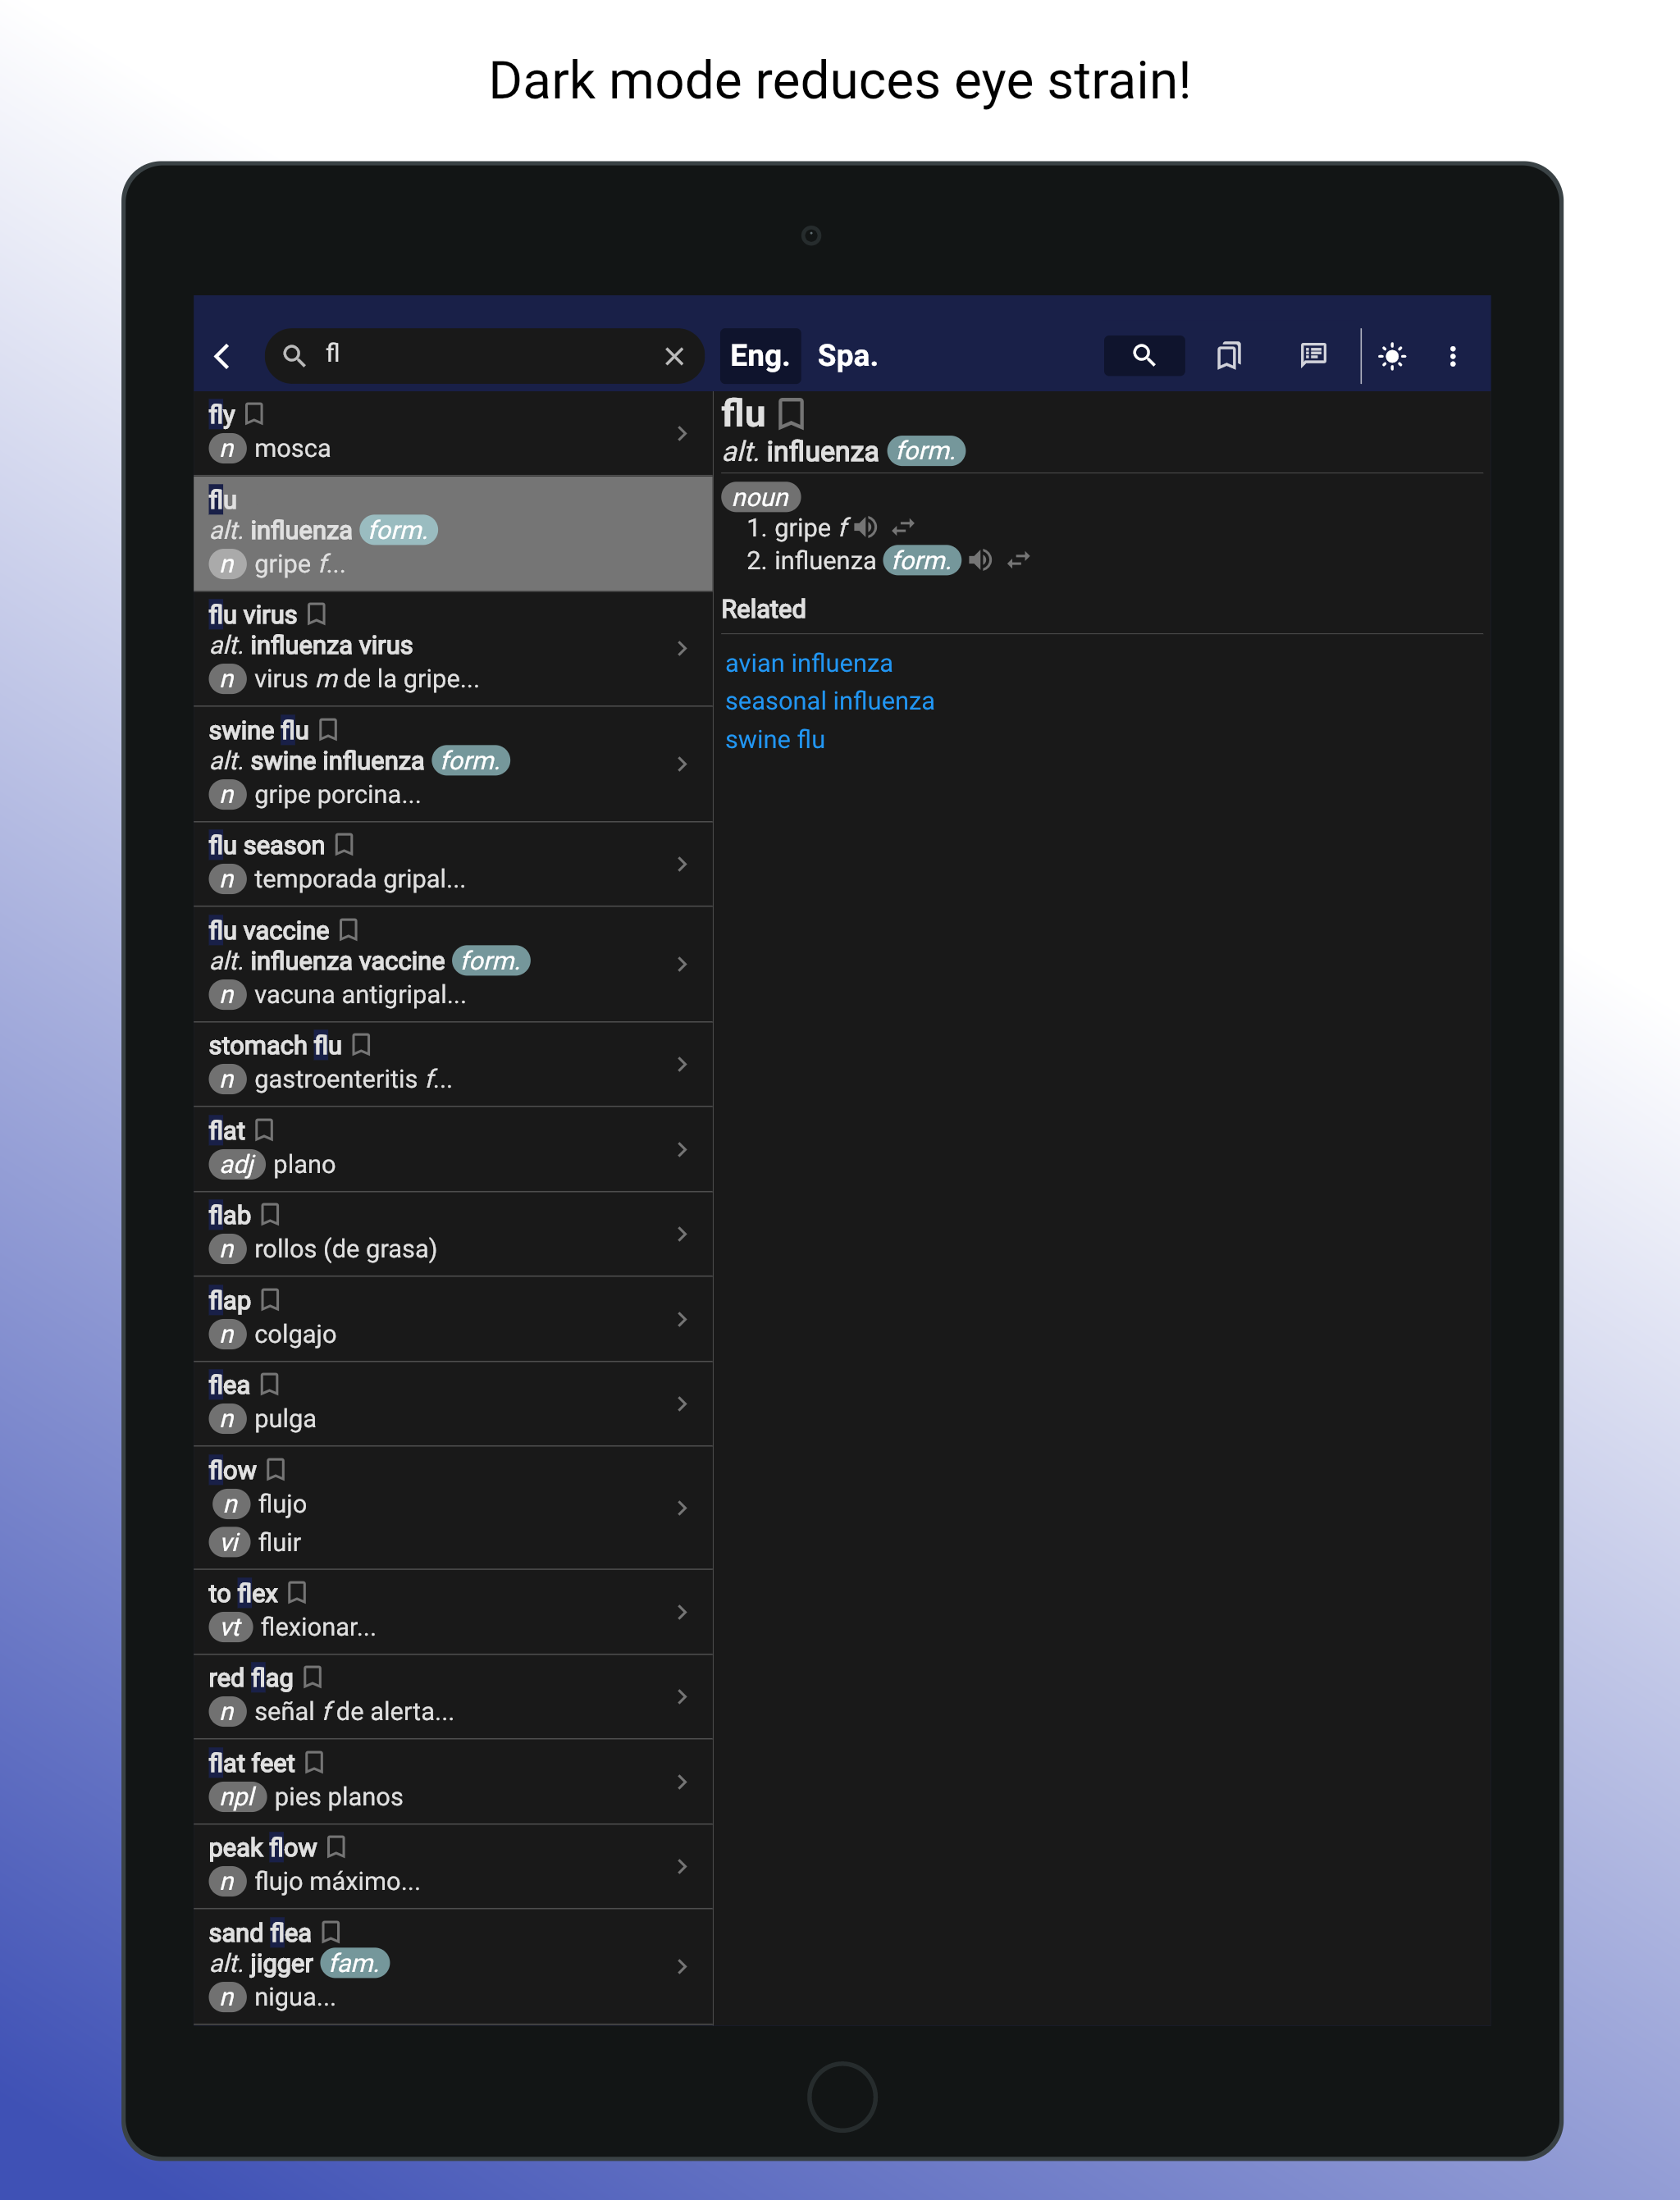 Dark mode reduces eye strain!
fl
Eng. Spa.
fly
n mosca
flu
alt. influenza form.
n gripe f...
flu virus
alt. influenza virus
n virus m de la gripe...
swine flu
alt. swine influenza form.
n gripe porcina...
flu season
n temporada gripal...
flu vaccine
alt. influenza vaccine form.
n vacuna antigripal...
stomach flu
n gastroenteritis f...
flat
adj plano
flab
n rollos (de grasa)
flap
n colgajo
flea
n pulga
flow
n flujo
vi fluir
to flex
vt flexionar...
red flag
n señal f de alerta...
flat feet
npl pies planos
peak flow
n flujo máximo...
sand flea
alt. jigger fam.
n nigua...
flu
alt. influenza form.
noun
1. gripe f
2. influenza form.
Related
avian influenza
seasonal influenza
swine flu